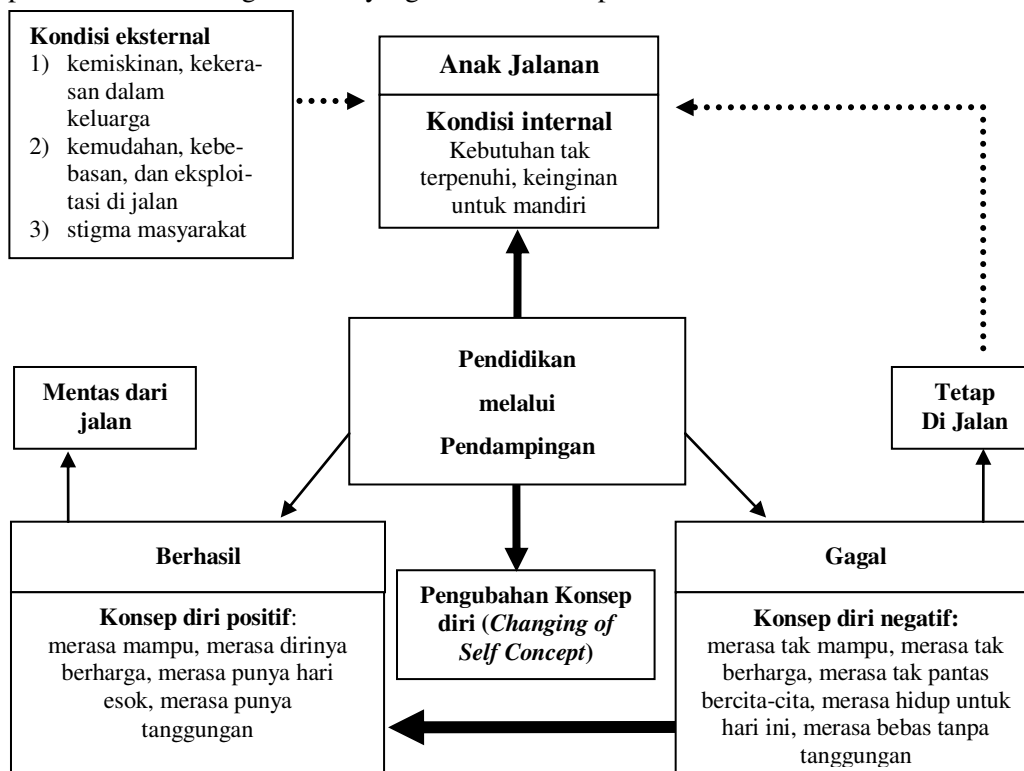 Kondisi eksternal
1) kemiskinan, kekera-
san dalam
keluarga
2) kemudahan, kebe-
basan, dan eksploi-
tasi di jalan
3) stigma masyarakat
Anak Jalanan
Kondisi internal
Kebutuhan tak
terpenuhi, keinginan
untuk mandiri
Pendidikan
melalui
Pendampingan
Mentas dari
jalan
Tetap
Di Jalan
Berhasil
Konsep diri positif:
merasa mampu, merasa dirinya
berharga, merasa punya hari
esok, merasa punya
tanggungan
Pengubahan Konsep
diri (Changing of
Self Concept)
Gagal
Konsep diri negatif:
merasa tak mampu, merasa tak
berharga, merasa tak pantas
bercita-cita, merasa hidup untuk
hari ini, merasa bebas tanpa
tanggungan